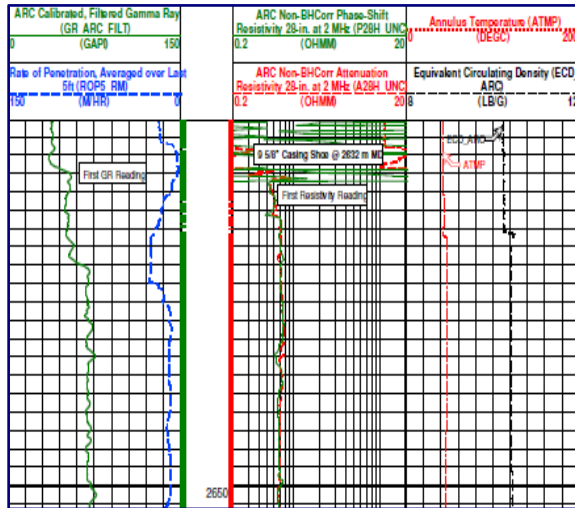 ARC Calibrated, Filtered Gamma Ray
(GR_ARC_FILT)
0 (GAPI) 150
Rate of Penetration, Averaged over Last
5ft (ROP5_RM)
150 (M/HR) 0
ARC Non-BHCorr Phase-Shift
Resistivity 28-in. at 2 MHz (P28H_UNC
0.2 (OHMM) 20
ARC Non-BHCorr Attenuation
Resistivity 28-in. at 2 MHz (A28H_UNC
0.2 (OHMM) 20
Annulus Temperature (ATMP)
0 (DEGC) 200
Equivalent Circulating Density (ECD_
ARC)
8 (LB/G)
ECD_ARC
9 5/8" Casing Shoe @ 2632 m MD
ATMP
First GR Reading
First Resistivity Reading
2650